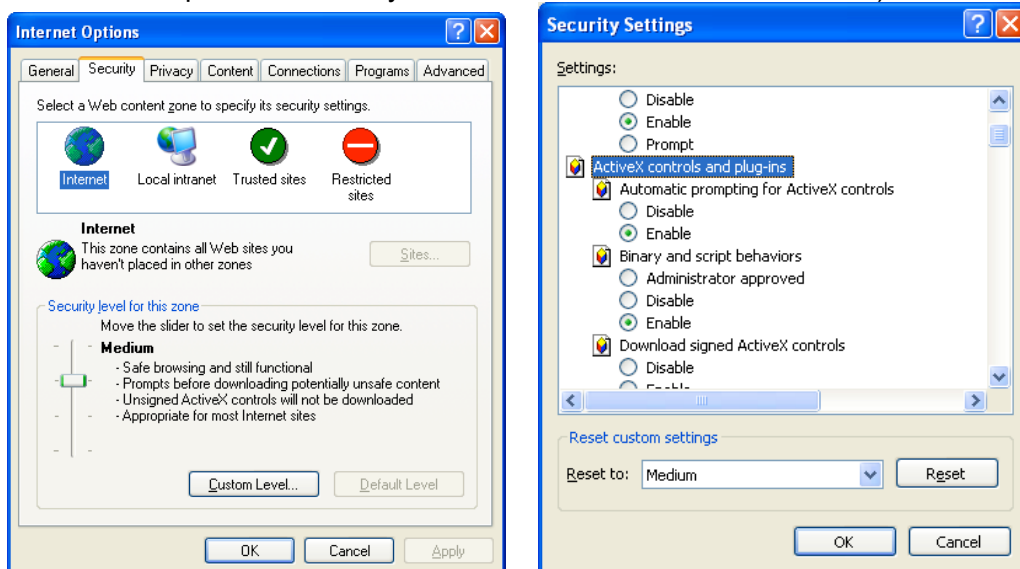 Internet Options
General Security Privacy Content Connections Programs Advanced
Select a Web content zone to specify its security settings.
Internet Local intranet Trusted sites Restricted
sites
Internet
This zone contains all Web sites you
haven't placed in other zones
Sites...
Security level for this zone
Move the slider to set the security level for this zone.
Medium
- Safe browsing and still functional
- Prompts before downloading potentially unsafe content
- Unsigned ActiveX controls will not be downloaded
- Appropriate for most Internet sites
Custom Level... Default Level
OK Cancel Apply
Security Settings
Settings:
Disable
Enable
Prompt
ActiveX controls and plug-ins
Automatic prompting for ActiveX controls
Disable
Enable
Binary and script behaviors
Administrator approved
Disable
Enable
Download signed ActiveX controls
Disable
Reset custom settings
Reset to: Medium Reset
OK Cancel